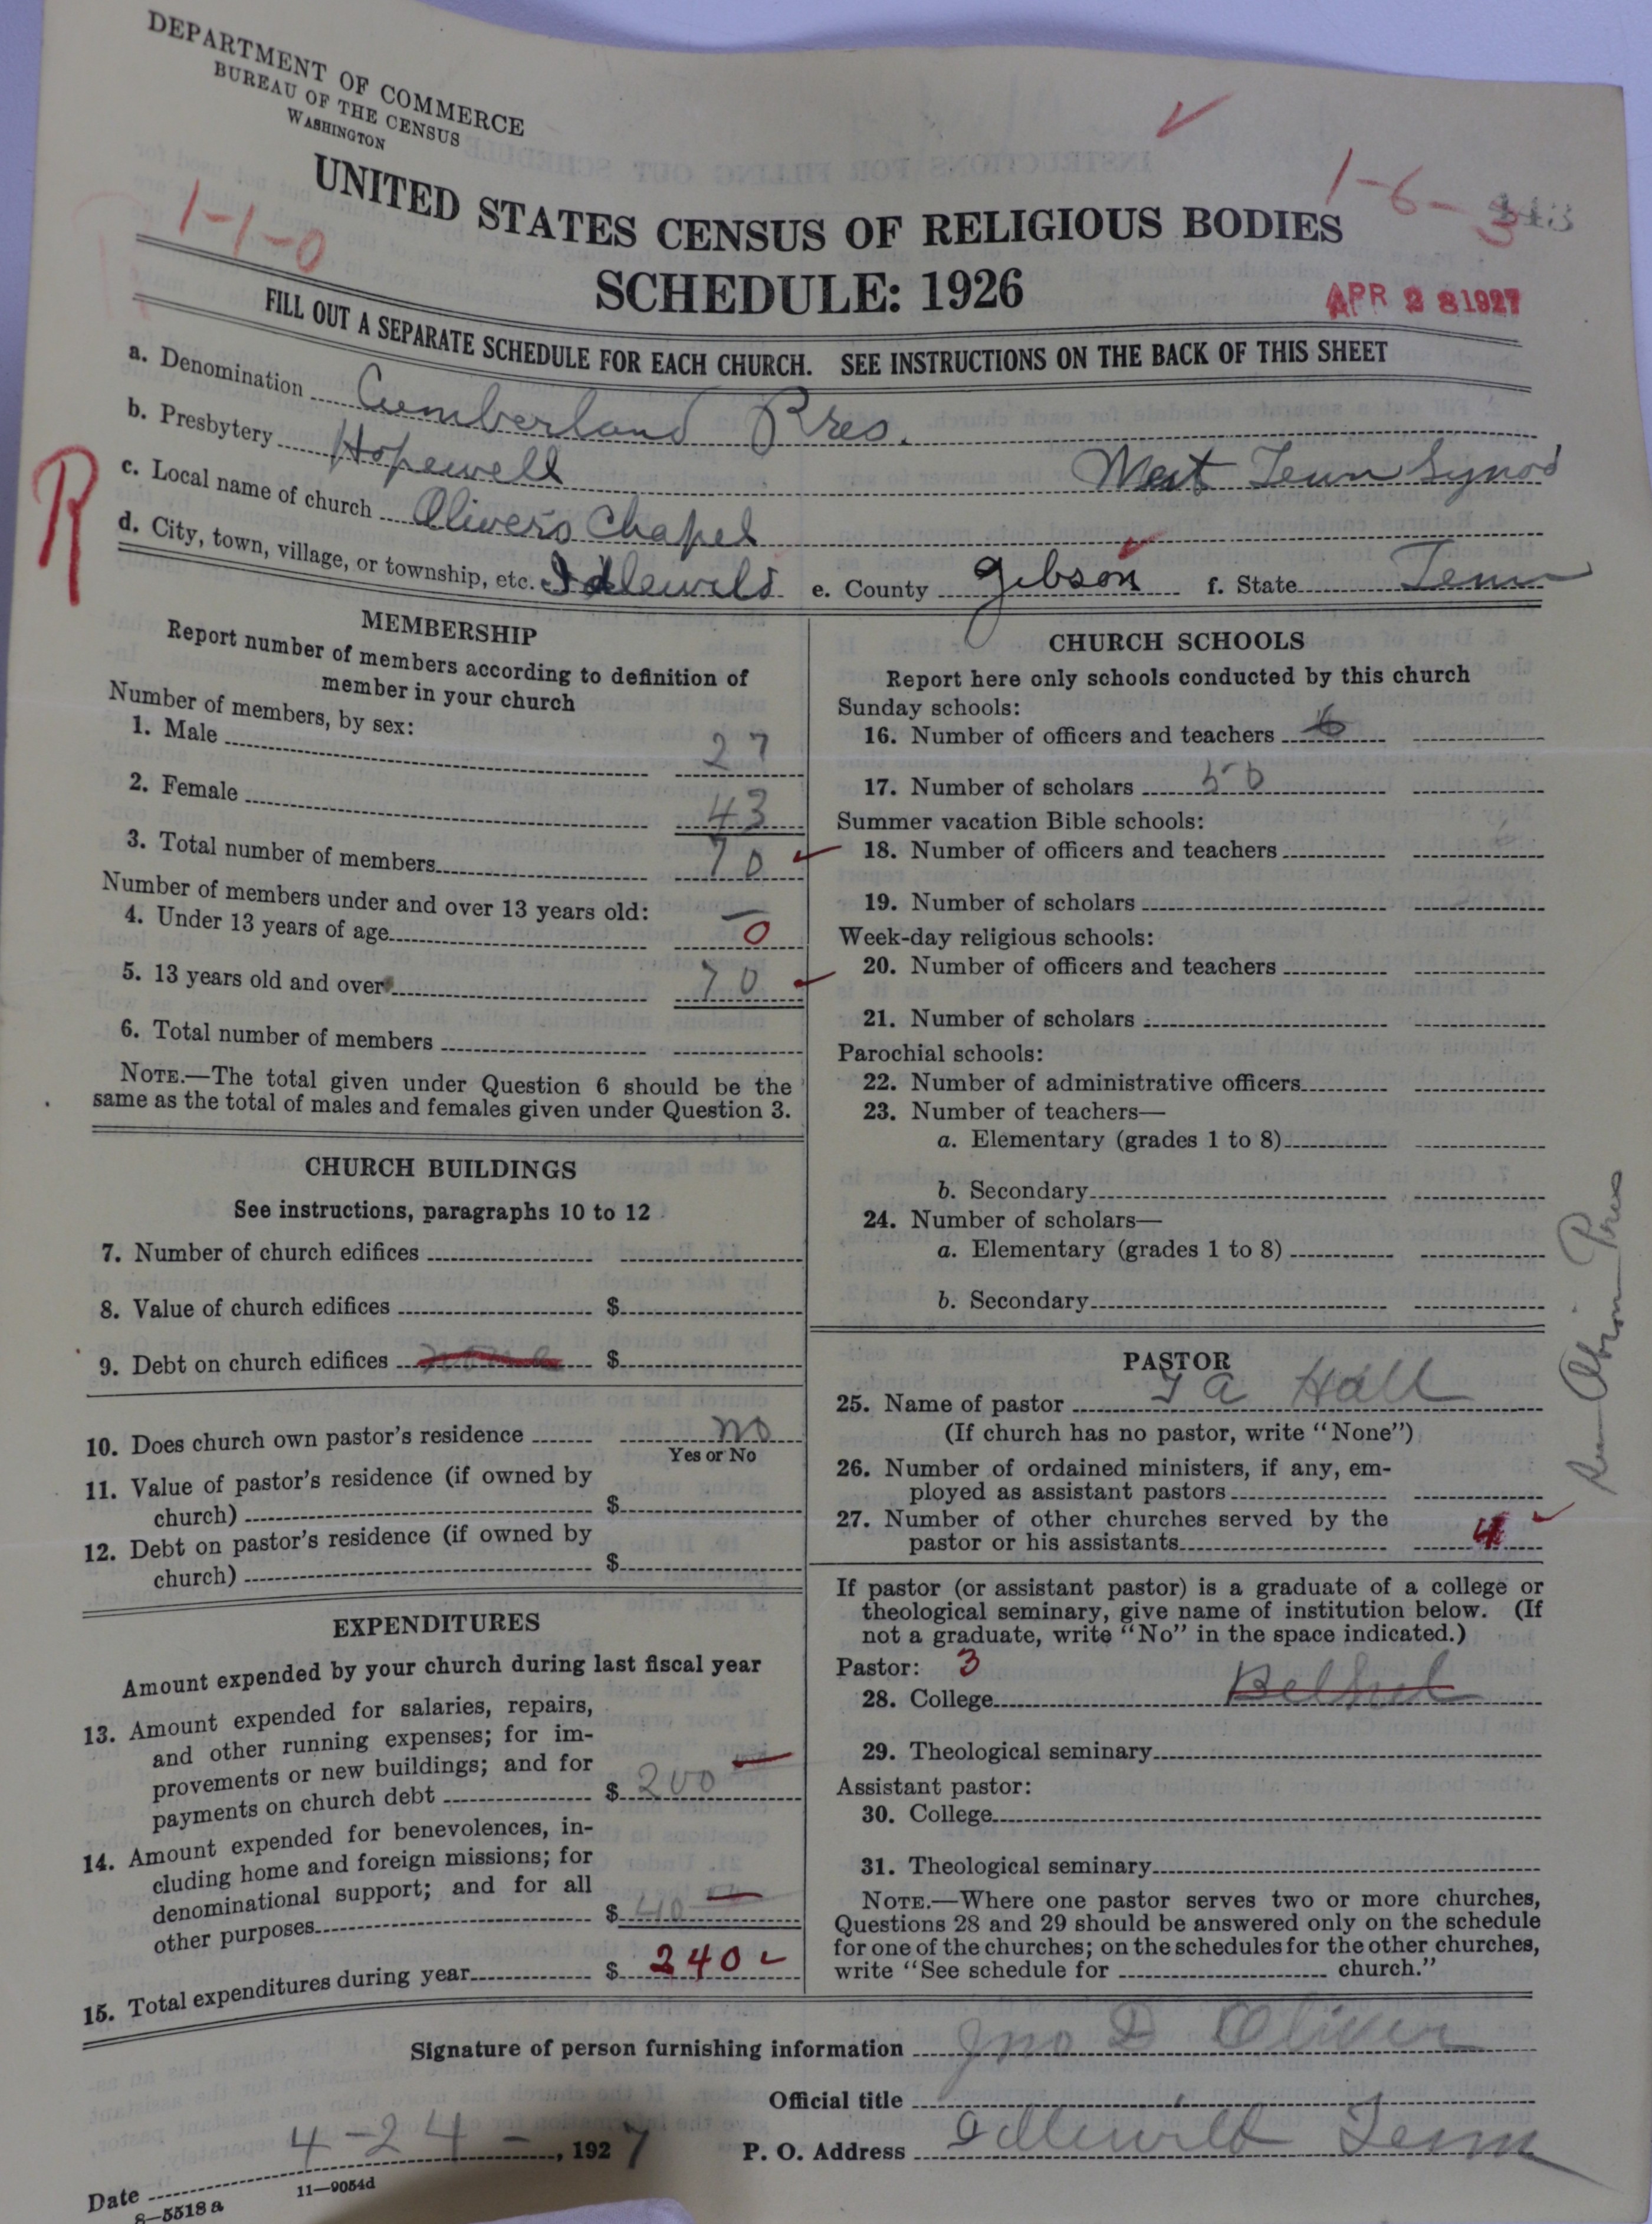 DEPARTMENT OF COMMERCE
BUREAU OF THE CENSUS
WASHINGTON
UNITED STATES CENSUS OF RELIGIOUS BODIES
SCHEDULE: 1926
1-1-0
1-6-3
APR 28 1927
FILL OUT A SEPARATE SCHEDULE FOR EACH CHURCH. SEE INSTRUCTIONS ON THE BACK OF THIS SHEET
a. Denomination Cumberland Pres.
b. Presbytery Hopewell West Tenn Synod
R
c. Local name of church Oliver's Chapel
d. City, town, village, or township, etc. Idlewild e. County Gibson f. State Tenn
MEMBERSHIP
Report number of members according to definition of
member in your church
Number of members, by sex:
1. Male 27
2. Female 43
3. Total number of members 70
Number of members under and over 13 years old:
4. Under 13 years of age 0
5. 13 years old and over 70
6. Total number of members
NOTE.—The total given under Question 6 should be the
same as the total of males and females given under Question 3.
CHURCH BUILDINGS
See instructions, paragraphs 10 to 12
7. Number of church edifices
8. Value of church edifices $
9. Debt on church edifices $
10. Does church own pastor's residence no
Yes or No
11. Value of pastor's residence (if owned by
church) $
12. Debt on pastor's residence (if owned by
church) $
EXPENDITURES
Amount expended by your church during last fiscal year
13. Amount expended for salaries, repairs,
and other running expenses; for im-
provements or new buildings; and for
payments on church debt $ 200
14. Amount expended for benevolences, in-
cluding home and foreign missions; for
denominational support; and for all
other purposes $ 40
15. Total expenditures during year $ 240
CHURCH SCHOOLS
Report here only schools conducted by this church
Sunday schools:
16. Number of officers and teachers 6
17. Number of scholars 50
Summer vacation Bible schools:
18. Number of officers and teachers
19. Number of scholars
Week-day religious schools:
20. Number of officers and teachers
21. Number of scholars
Parochial schools:
22. Number of administrative officers
23. Number of teachers—
a. Elementary (grades 1 to 8)
b. Secondary
24. Number of scholars—
a. Elementary (grades 1 to 8)
b. Secondary
PASTOR
25. Name of pastor T A Hall
(If church has no pastor, write "None")
26. Number of ordained ministers, if any, em-
ployed as assistant pastors
27. Number of other churches served by the
pastor or his assistants 4
If pastor (or assistant pastor) is a graduate of a college or
theological seminary, give name of institution below. (If
not a graduate, write "No" in the space indicated.)
Pastor: 3
28. College Bethel
29. Theological seminary
Assistant pastor:
30. College
31. Theological seminary
NOTE.—Where one pastor serves two or more churches,
Questions 28 and 29 should be answered only on the schedule
for one of the churches; on the schedules for the other churches,
write "See schedule for church."
Signature of person furnishing information Jno D Oliver
Official title
Date 4-24-, 1927 P. O. Address Idlewild Tenn
8—5518a 11—9054d